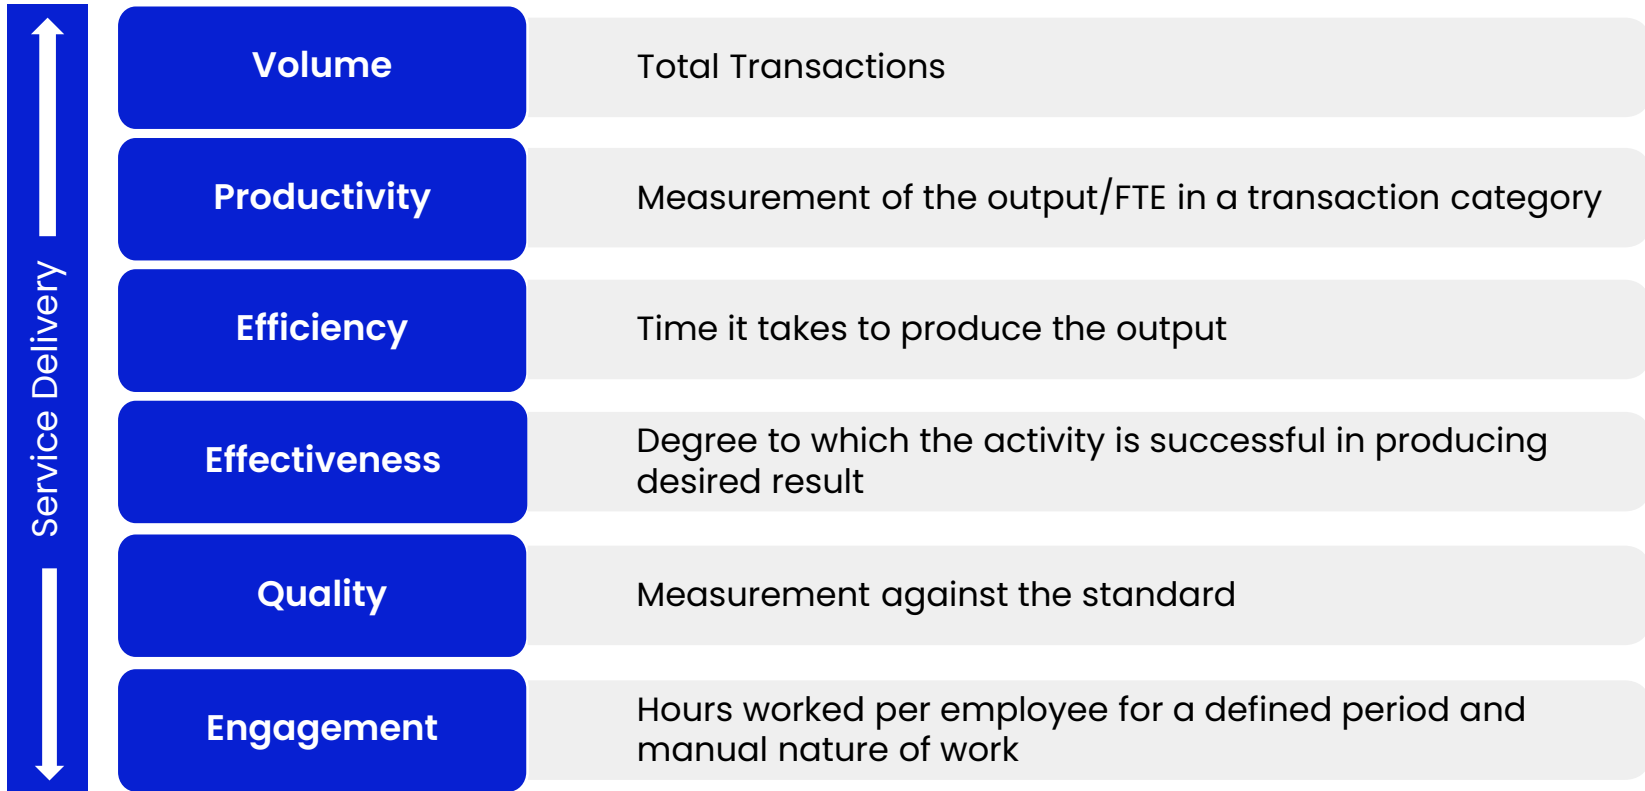 Service Delivery
Volume
Total Transactions
Productivity
Measurement of the output/FTE in a transaction category
Efficiency
Time it takes to produce the output
Effectiveness
Degree to which the activity is successful in producing
desired result
Quality
Measurement against the standard
Engagement
Hours worked per employee for a defined period and
manual nature of work